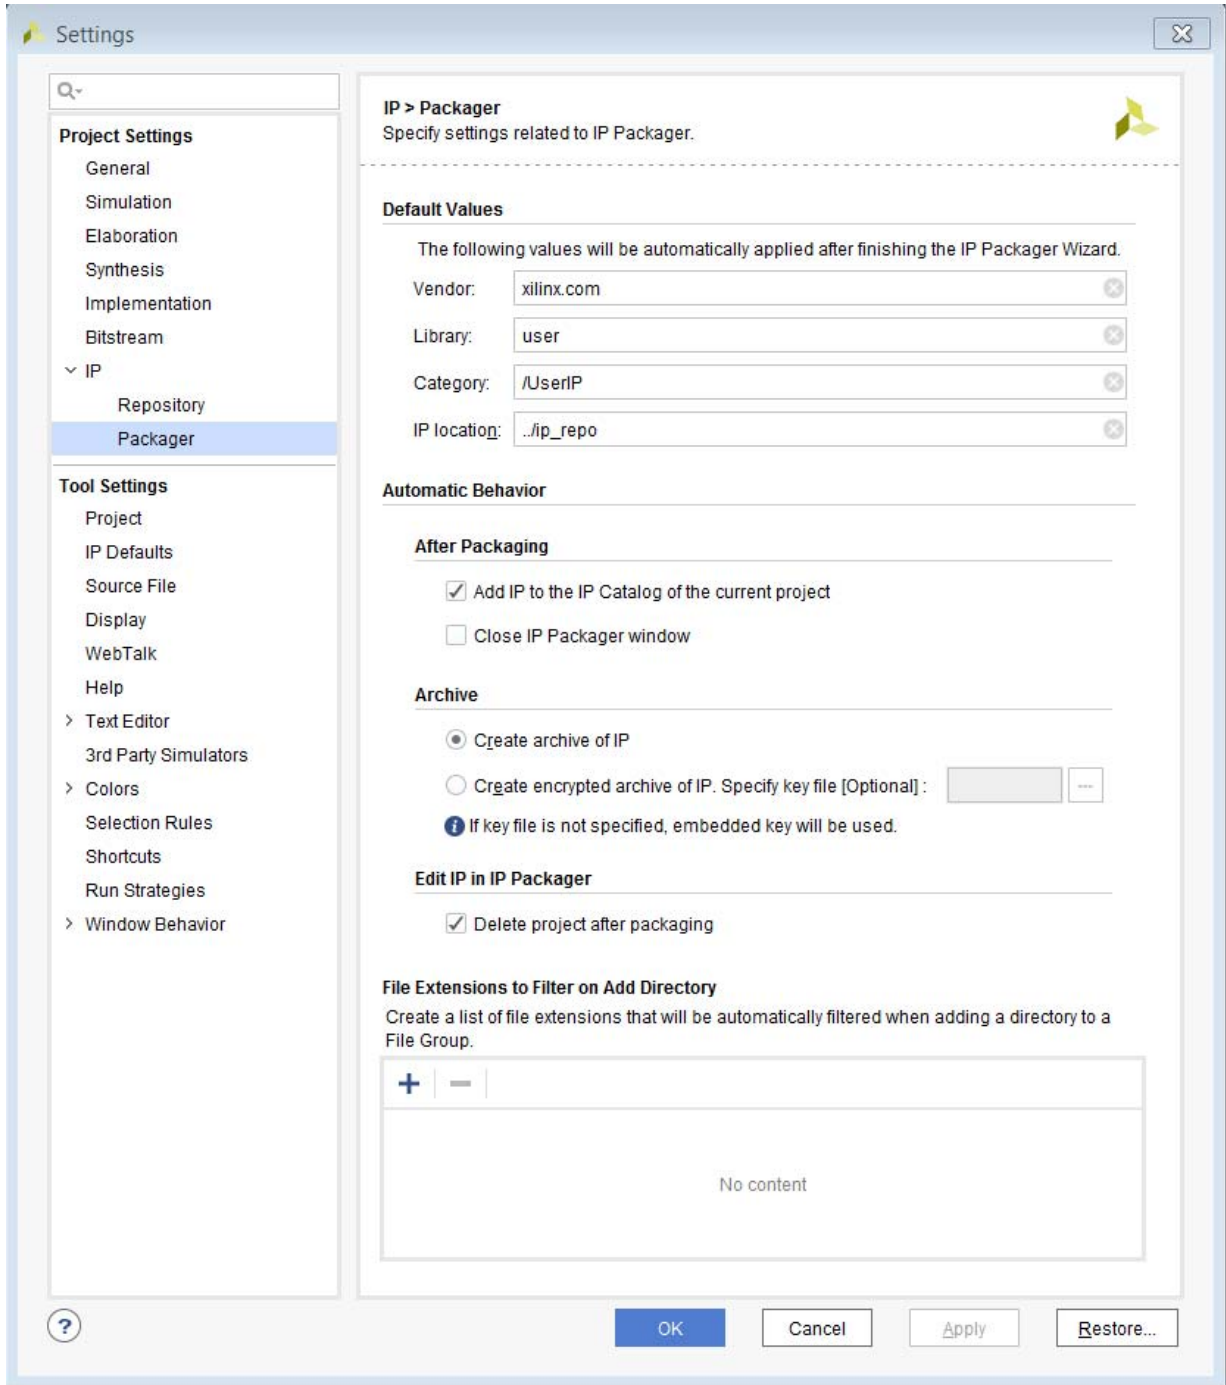 Settings
Project Settings
General
Simulation
Elaboration
Synthesis
Implementation
Bitstream
IP
Repository
Packager
Tool Settings
Project
IP Defaults
Source File
Display
WebTalk
Help
Text Editor
3rd Party Simulators
Colors
Selection Rules
Shortcuts
Run Strategies
Window Behavior
IP > Packager
Specify settings related to IP Packager.
Default Values
The following values will be automatically applied after finishing the IP Packager Wizard.
Vendor: xilinx.com
Library: user
Category: /UserIP
IP location: ../ip_repo
Automatic Behavior
After Packaging
Add IP to the IP Catalog of the current project
Close IP Packager window
Archive
Create archive of IP
Create encrypted archive of IP. Specify key file [Optional] : ...
If key file is not specified, embedded key will be used.
Edit IP in IP Packager
Delete project after packaging
File Extensions to Filter on Add Directory
Create a list of file extensions that will be automatically filtered when adding a directory to a
File Group.
No content
? OK Cancel Apply Restore...